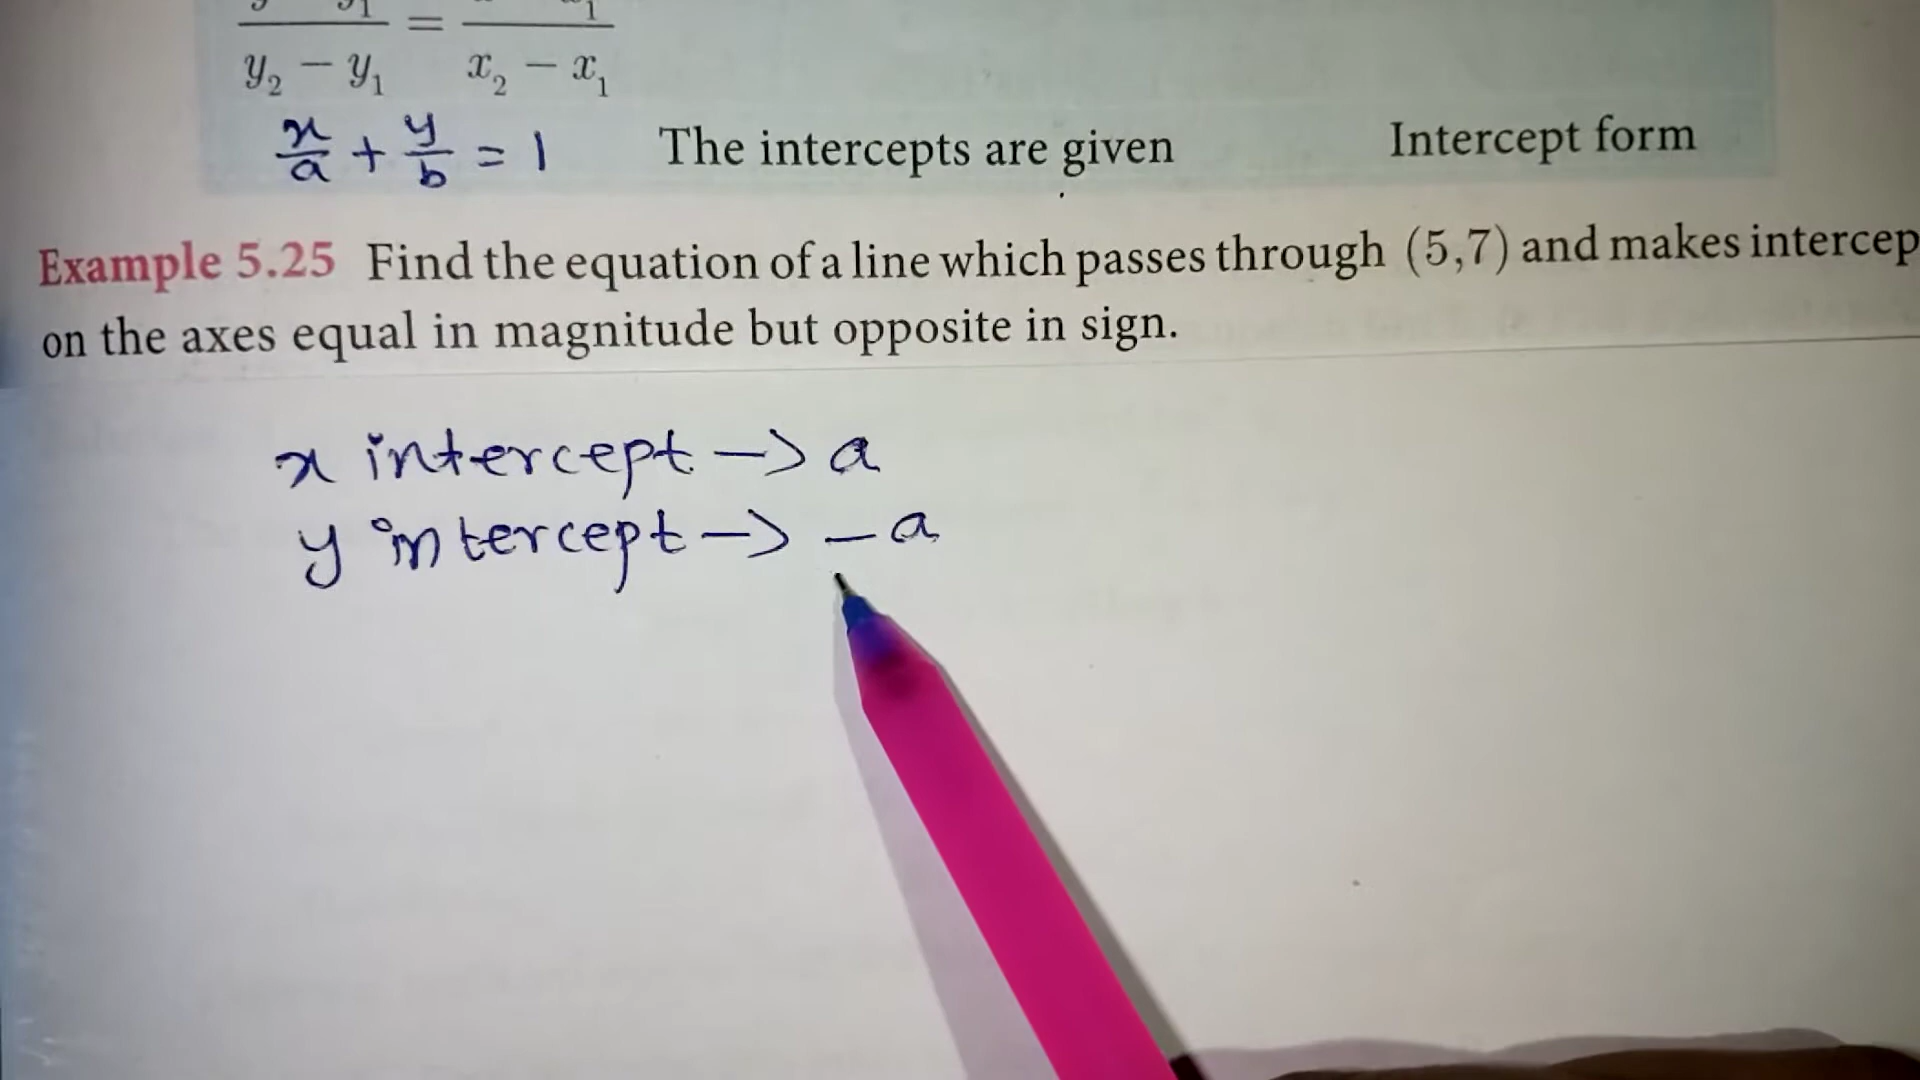 y₂ − y₁ = x₂ − x₁
x/a + y/b = 1 The intercepts are given Intercept form
Example 5.25 Find the equation of a line which passes through (5,7) and makes intercep
on the axes equal in magnitude but opposite in sign.
x intercept -> a
y intercept -> -a